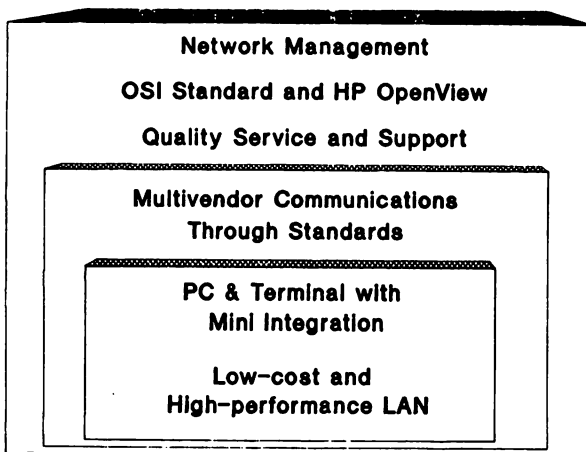 Network Management
OSI Standard and HP OpenView
Quality Service and Support
Multivendor Communications
Through Standards
PC & Terminal with
Mini Integration
Low-cost and
High-performance LAN